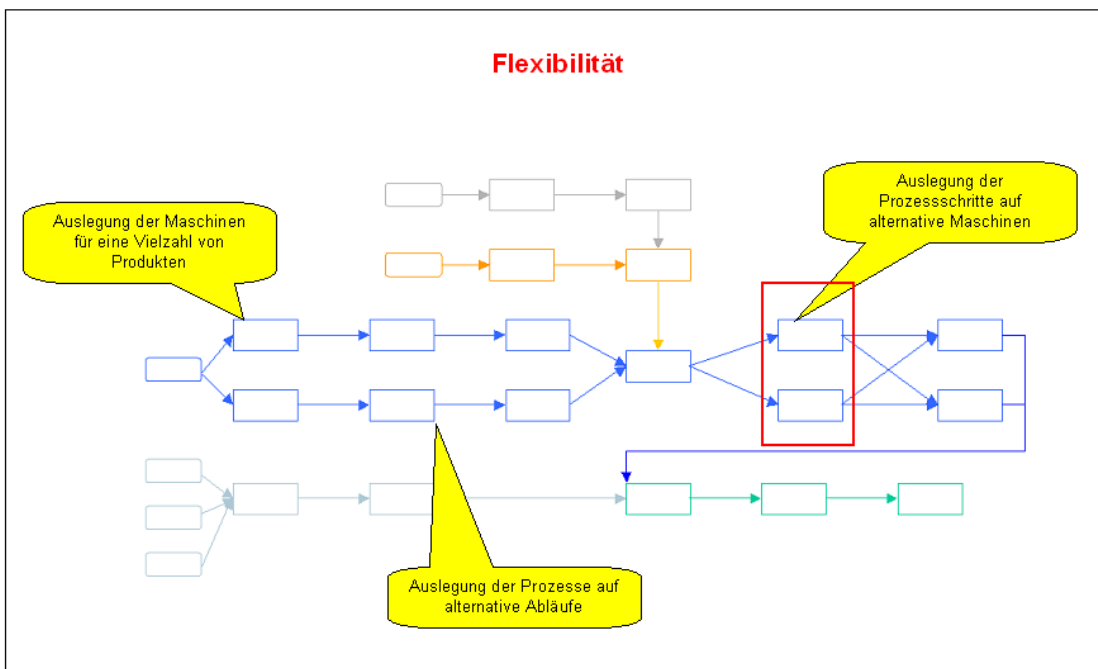 Flexibilität
Auslegung der Maschinen
für eine Vielzahl von
Produkten
Auslegung der
Prozessschritte auf
alternative Maschinen
Auslegung der Prozesse auf
alternative Abläufe